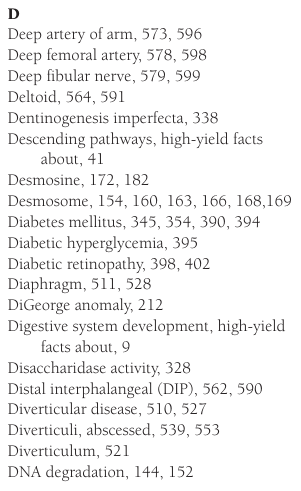 D
Deep artery of arm, 573, 596
Deep femoral artery, 578, 598
Deep fibular nerve, 579, 599
Deltoid, 564, 591
Dentinogenesis imperfecta, 338
Descending pathways, high-yield facts
about, 41
Desmosine, 172, 182
Desmosome, 154, 160, 163, 166, 168,169
Diabetes mellitus, 345, 354, 390, 394
Diabetic hyperglycemia, 395
Diabetic retinopathy, 398, 402
Diaphragm, 511, 528
DiGeorge anomaly, 212
Digestive system development, high-yield
facts about, 9
Disaccharidase activity, 328
Distal interphalangeal (DIP), 562, 590
Diverticular disease, 510, 527
Diverticuli, abscessed, 539, 553
Diverticulum, 521
DNA degradation, 144, 152